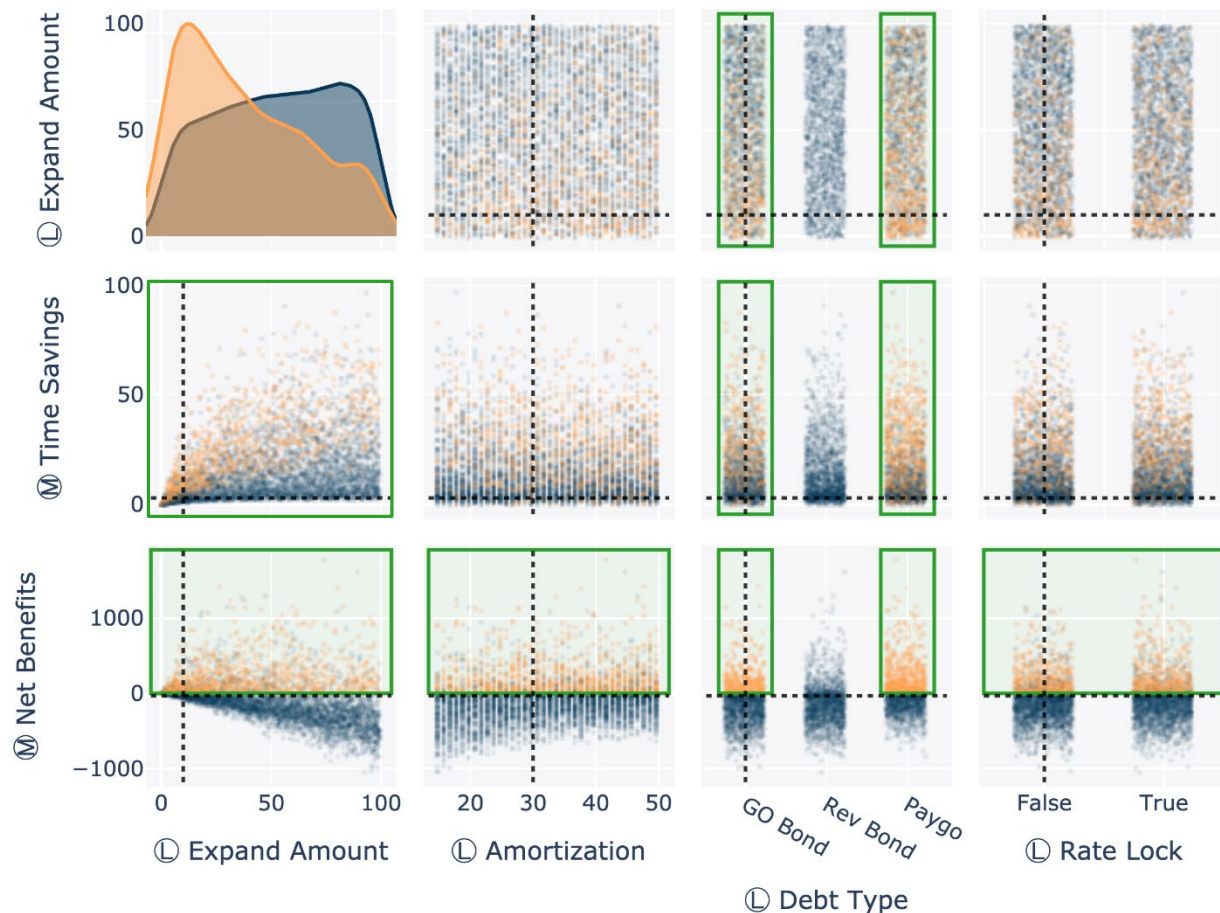 Ⓛ Expand Amount
100
50
0
Ⓜ Time Savings
100
50
0
Ⓜ Net Benefits
1000
0
−1000
0 50 100
20 30 40 50
GO Bond Rev Bond Paygo
False True
Ⓛ Expand Amount
Ⓛ Amortization
Ⓛ Debt Type
Ⓛ Rate Lock